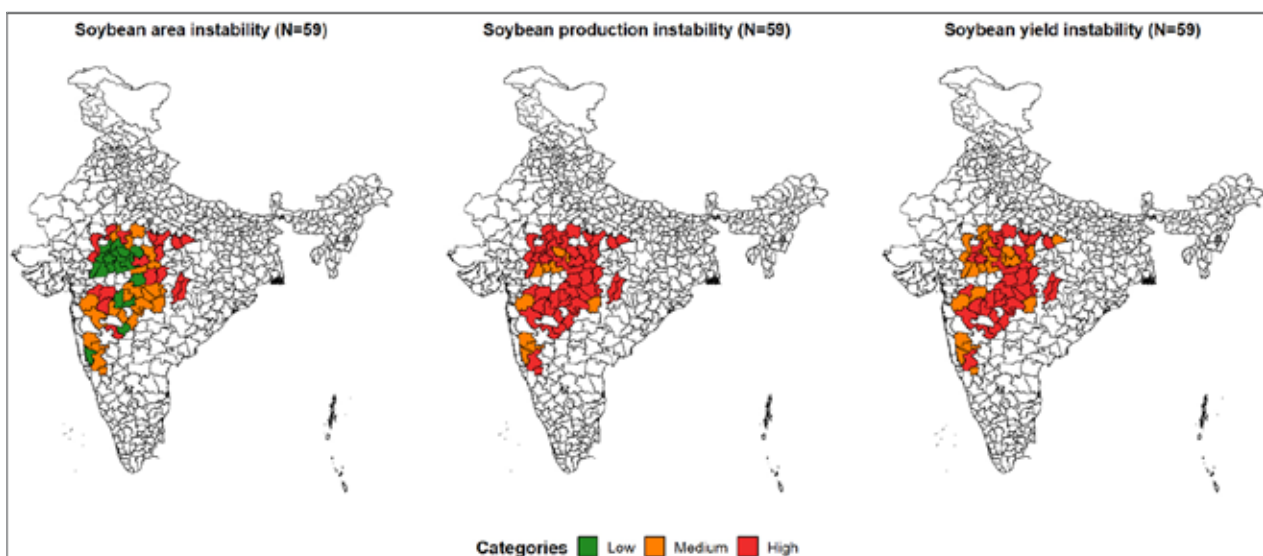 Soybean area instability (N=59)
Soybean production instability (N=59)
Soybean yield instability (N=59)
Categories Low Medium High